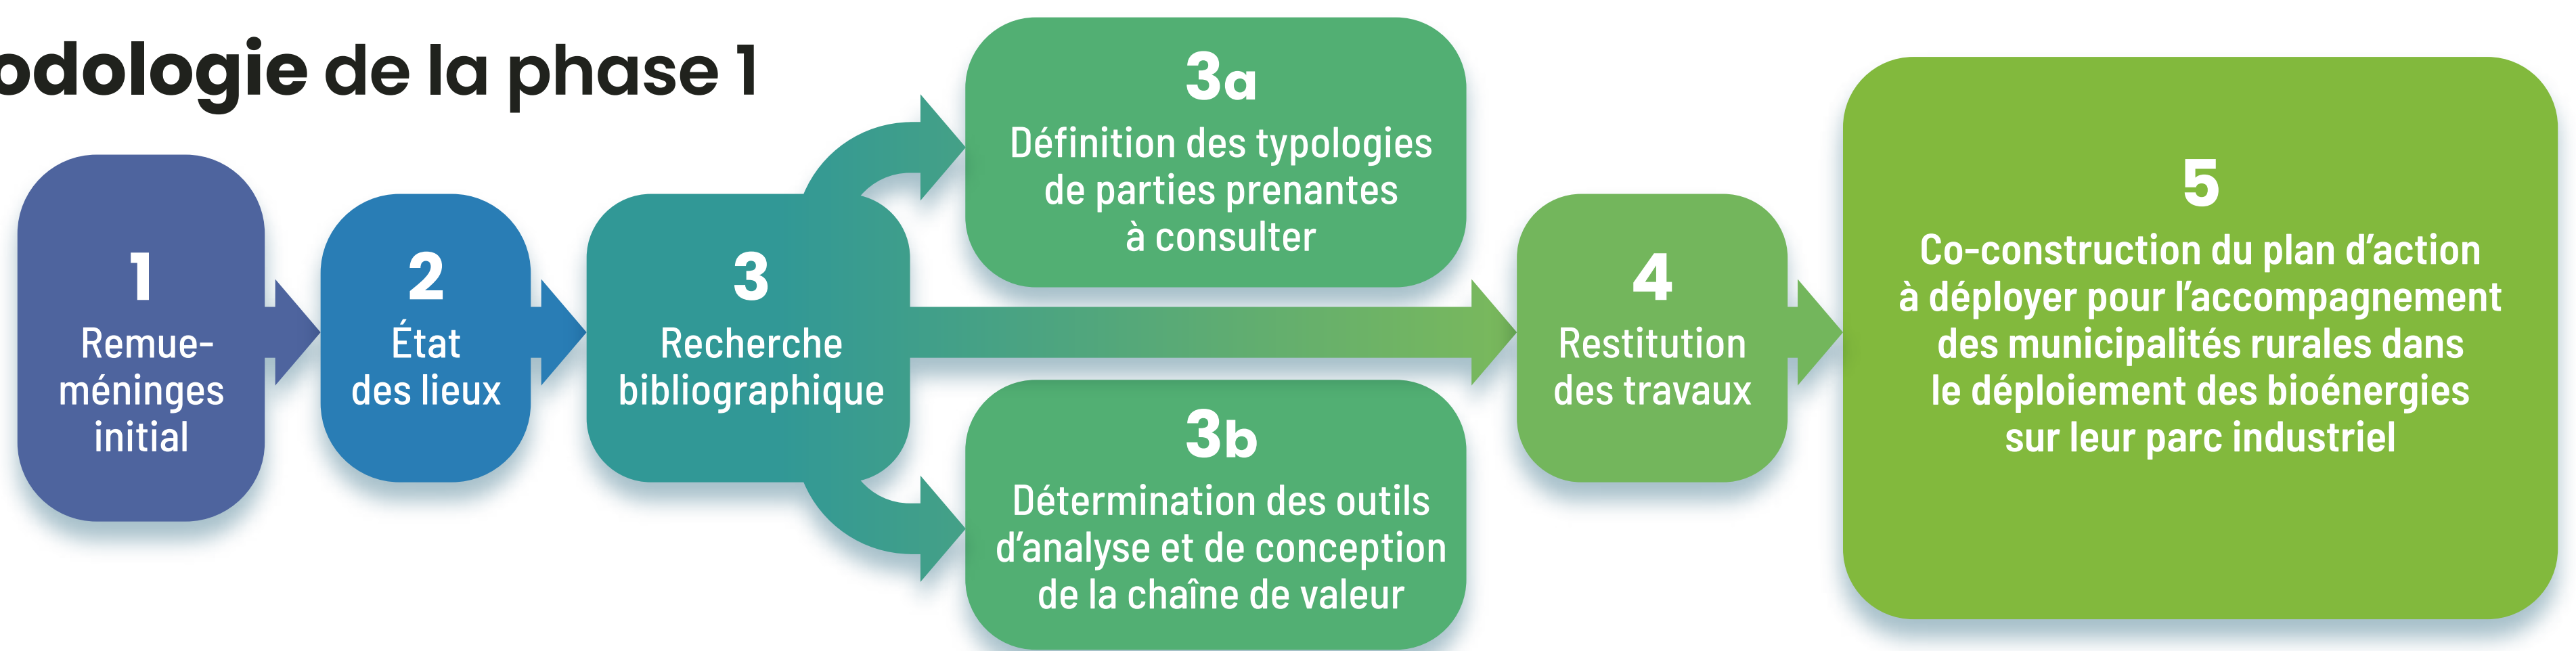 odologie de la phase 1
1
Remue-
méninges
initial
2
État
des lieux
3
Recherche
bibliographique
3a
Définition des typologies
de parties prenantes
à consulter
3b
Détermination des outils
d’analyse et de conception
de la chaîne de valeur
4
Restitution
des travaux
5
Co-construction du plan d’action
à déployer pour l’accompagnement
des municipalités rurales dans
le déploiement des bioénergies
sur leur parc industriel